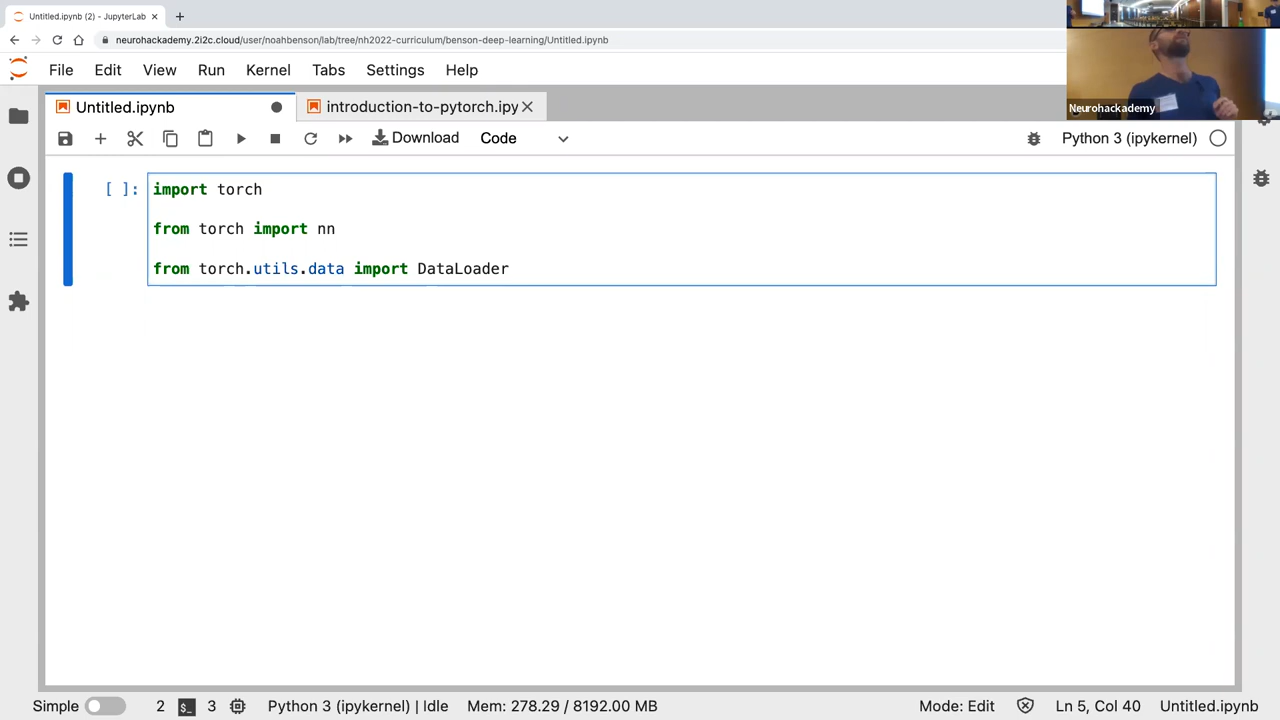 Untitled.ipynb (2) - JupyterLab
neurohackademy.2i2c.cloud/user/noahbenson/lab/tree/nh2022-curriculum/benson-deep-learning/Untitled.ipynb
File Edit View Run Kernel Tabs Settings Help
Neurohackademy
Untitled.ipynb introduction-to-pytorch.ipy
Download Code Python 3 (ipykernel)
[ ]: import torch
from torch import nn
from torch.utils.data import DataLoader
Simple 2 $_ 3 Python 3 (ipykernel) | Idle Mem: 278.29 / 8192.00 MB Mode: Edit Ln 5, Col 40 Untitled.ipynb